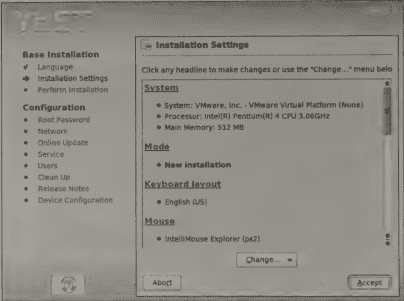 YaST
Base Installation
Language
Installation Settings
Perform Installation
Configuration
Root Password
Network
Online Update
Service
Users
Clean Up
Release Notes
Device Configuration
Installation Settings
Click any headline to make changes or use the "Change..." menu belo
System
System: VMware, Inc. - VMware Virtual Platform (None)
Processor: Intel(R) Pentium(R) 4 CPU 3.06GHz
Main Memory: 512 MB
Mode
New installation
Keyboard layout
English (US)
Mouse
IntelliMouse Explorer (ps2)
Change...
Abort
Accept